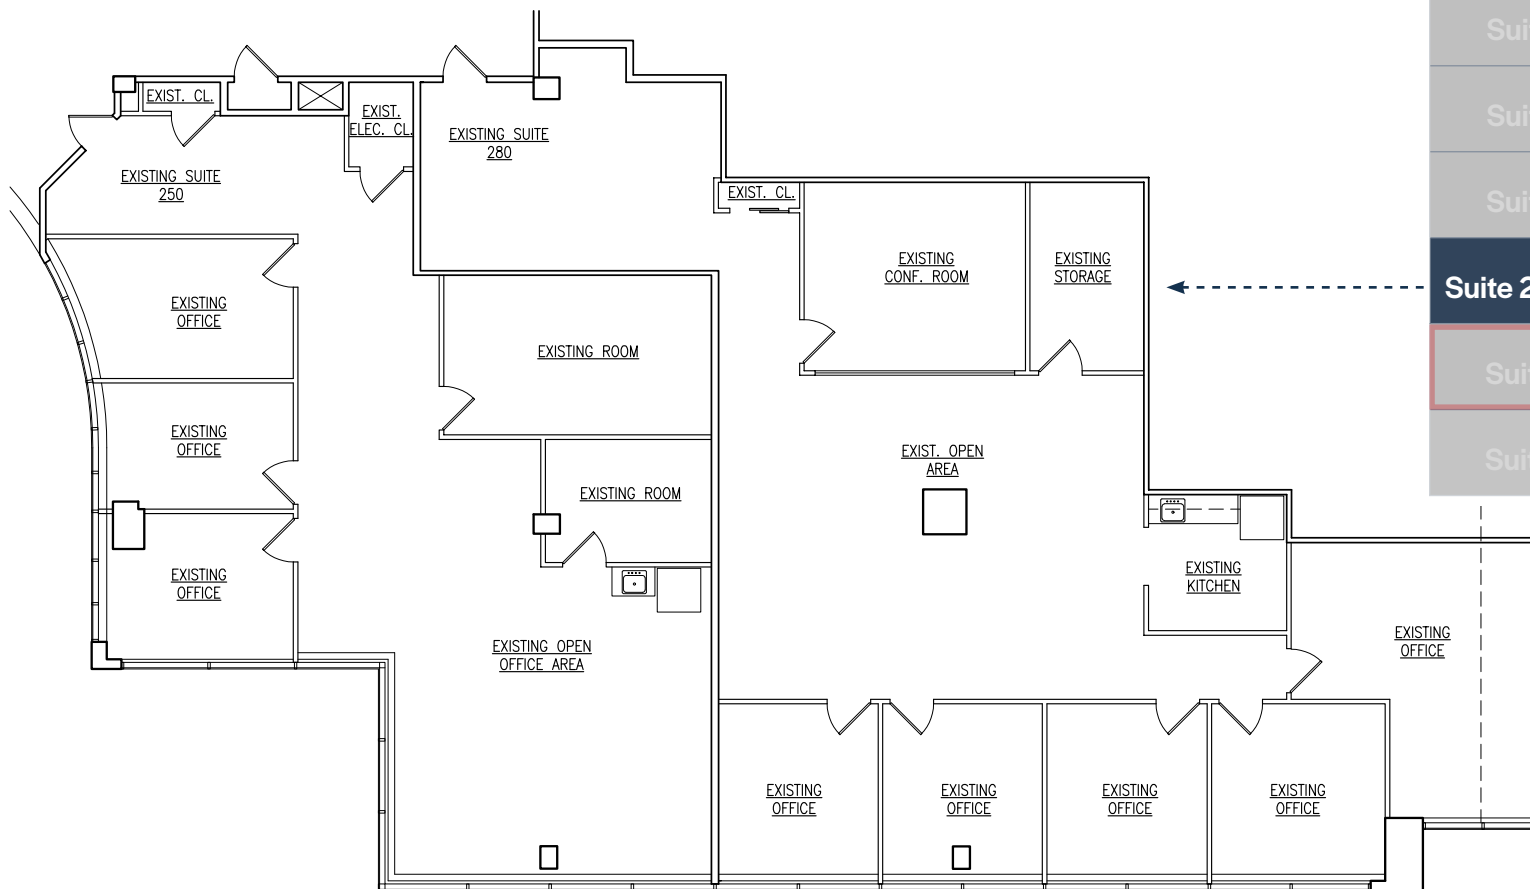 EXIST. CL.
EXIST.
ELEC. CL.
EXISTING SUITE
280
EXISTING SUITE
250
EXIST. CL.
EXISTING
CONF. ROOM
EXISTING
STORAGE
EXISTING
OFFICE
EXISTING ROOM
EXISTING
OFFICE
EXIST. OPEN
AREA
EXISTING ROOM
EXISTING
OFFICE
EXISTING
KITCHEN
EXISTING OPEN
OFFICE AREA
EXISTING
OFFICE
EXISTING
OFFICE
EXISTING
OFFICE
EXISTING
OFFICE
EXISTING
OFFICE
Suite 2